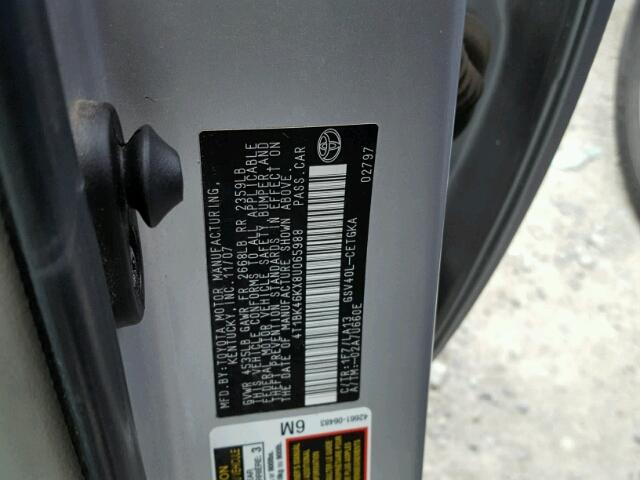 MFD.BY: TOYOTA MOTOR MANUFACTURING,
KENTUCKY, INC. 11/07
GVWR 4535LB GAWR FR 2668LB RR 2359LB
THIS VEHICLE CONFORMS TO ALL APPLICABLE
FEDERAL MOTOR VEHICLE SAFETY, BUMPER, AND
THEFT PREVENTION STANDARDS IN EFFECT ON
THE DATE OF MANUFACTURE SHOWN ABOVE.
4T1BK46KX8U065988 PASS.CAR
C/TR: 1F7/LA13 GSV40L-CETGKA
A/TM: -02A/U660E
02797
42661-06483
6M